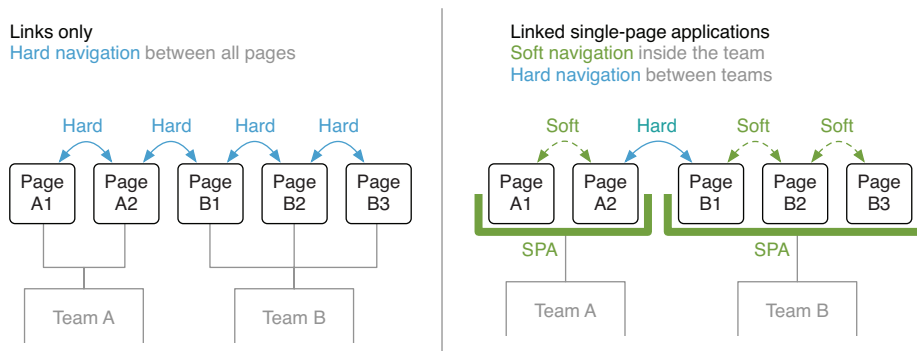 Links only
Hard navigation between all pages
Hard Hard Hard Hard
Page A1
Page A2
Page B1
Page B2
Page B3
Team A
Team B
Linked single-page applications
Soft navigation inside the team
Hard navigation between teams
Soft Hard Soft Soft
Page A1
Page A2
Page B1
Page B2
Page B3
SPA
SPA
Team A
Team B